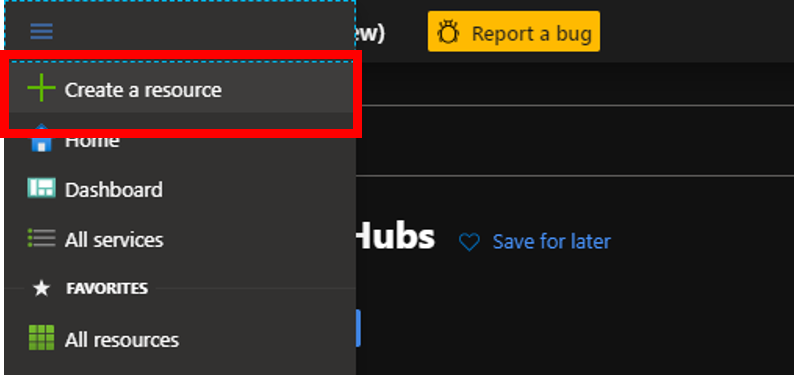 ew)
Report a bug
Create a resource
Home
Dashboard
Hubs
Save for later
All services
FAVORITES
All resources